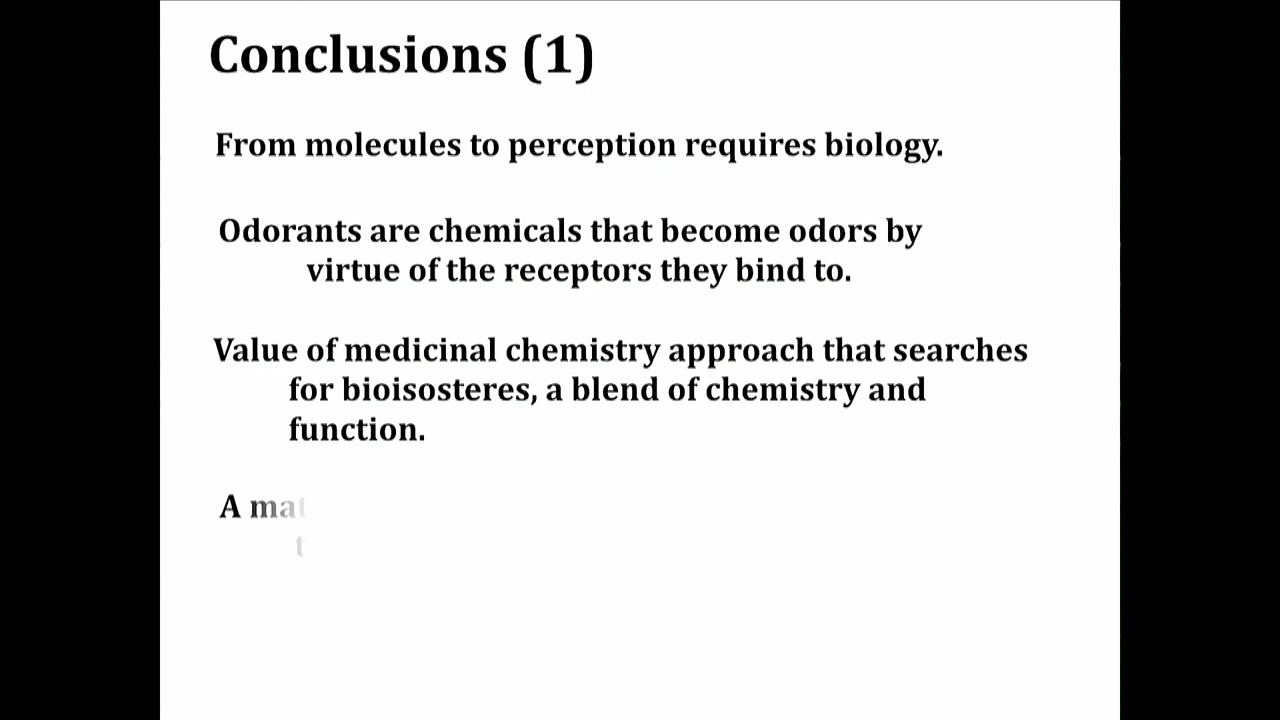 Conclusions (1)
From molecules to perception requires biology.
Odorants are chemicals that become odors by
virtue of the receptors they bind to.
Value of medicinal chemistry approach that searches
for bioisosteres, a blend of chemistry and
function.
A